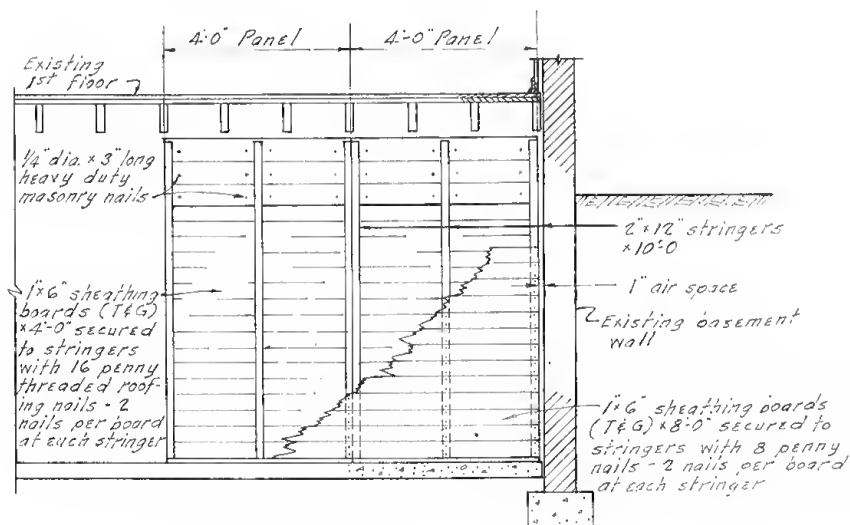 4'-0" Panel
4'-0" Panel
Existing
1st floor
1/4" dia. × 3" long
heavy duty
masonry nails
2" × 12" stringers
× 10'-0
1" air space
Existing basement
wall
1" × 6" sheathing
boards (T&G)
× 4'-0" secured
to stringers
with 16 penny
threaded roof-
ing nails - 2
nails per board
at each stringer
1" × 6" sheathing boards
(T&G) × 8'-0" secured to
stringers with 8 penny
nails - 2 nails per board
at each stringer